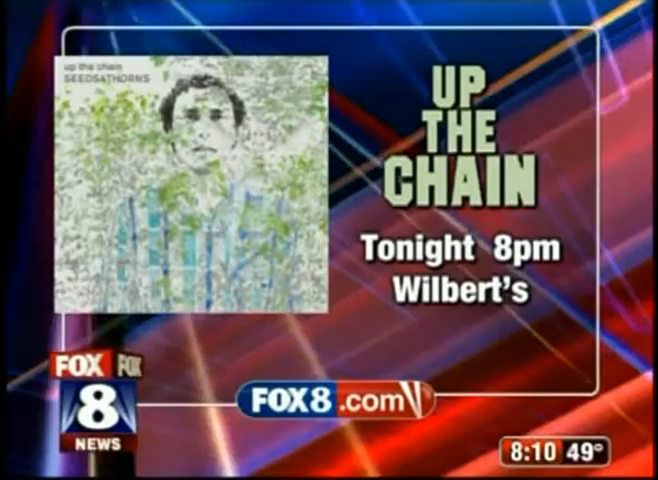 up the chain
SEEDS&THORNS
UP
THE
CHAIN
Tonight 8pm
Wilbert's
FOX FOX
8
NEWS
FOX8.com
8:10 49°